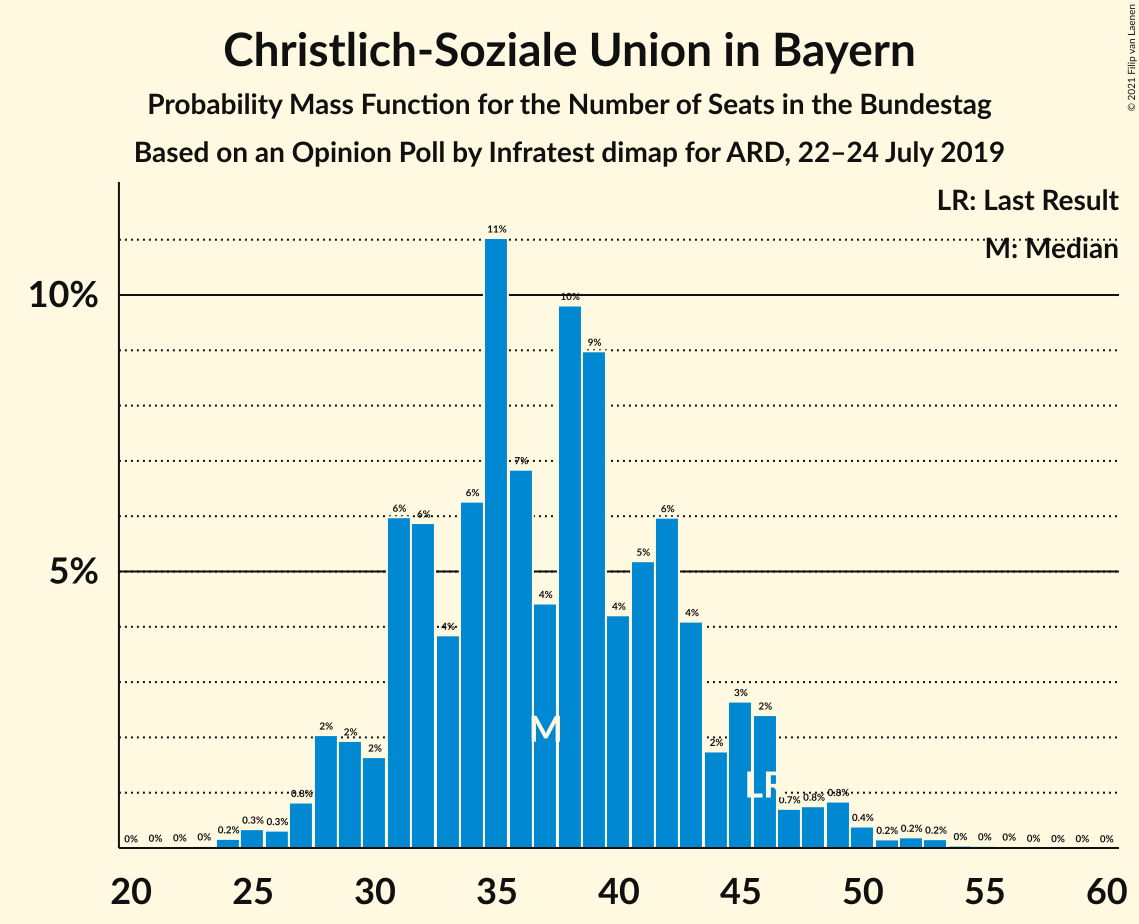 Christlich-Soziale Union in Bayern
Probability Mass Function for the Number of Seats in the Bundestag
Based on an Opinion Poll by Infratest dimap for ARD, 22–24 July 2019
© 2021 Filip van Laenen
LR: Last Result
M: Median
10%
5%
0% 0% 0% 0% 0.2% 0.3% 0.3% 0.8% 2% 2% 2% 6% 6% 4% 6% 11% 7% 4% 10% 9% 4% 5% 6% 4% 2% 3% 2% 0.7% 0.8% 0.8% 0.4% 0.2% 0.2% 0.2% 0% 0% 0% 0% 0% 0% 0%
M
LR
20 25 30 35 40 45 50 55 60